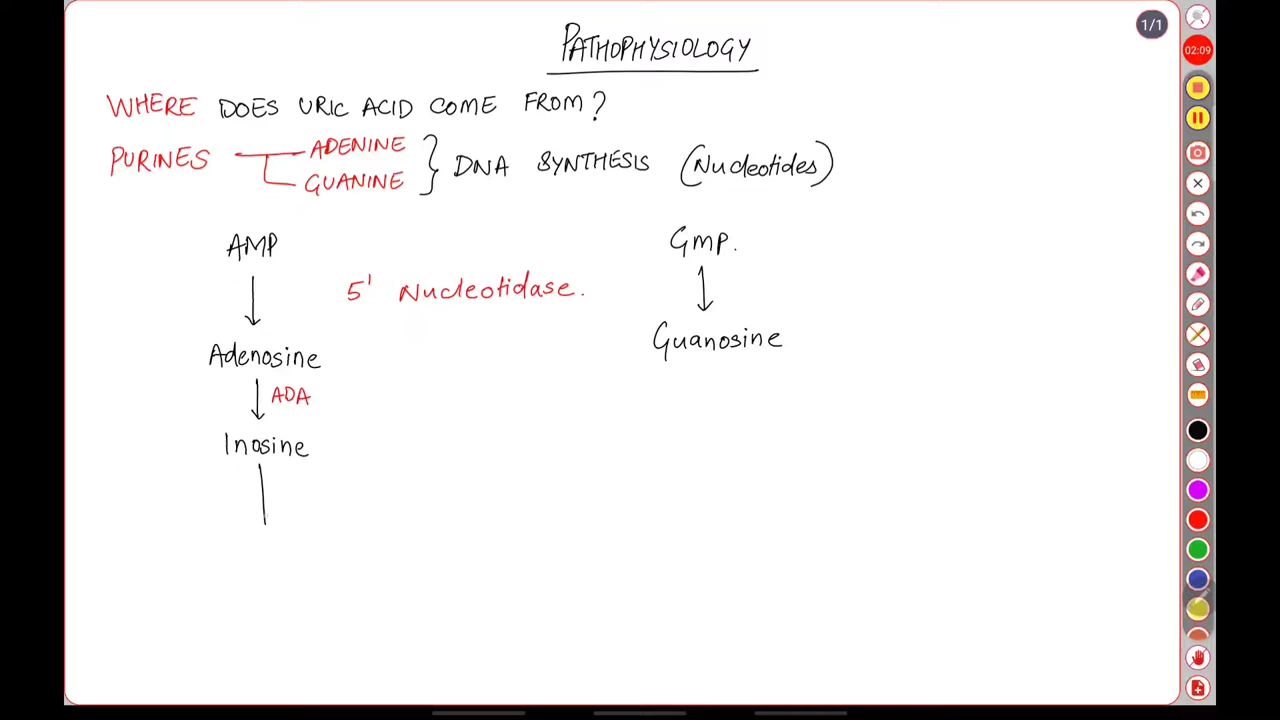 1/1
PATHOPHYSIOLOGY
02:09
WHERE DOES URIC ACID COME FROM?
PURINES ADENINE GUANINE } DNA SYNTHESIS (Nucleotides)
AMP GMP.
5' Nucleotidase.
Adenosine Guanosine
ADA
Inosine